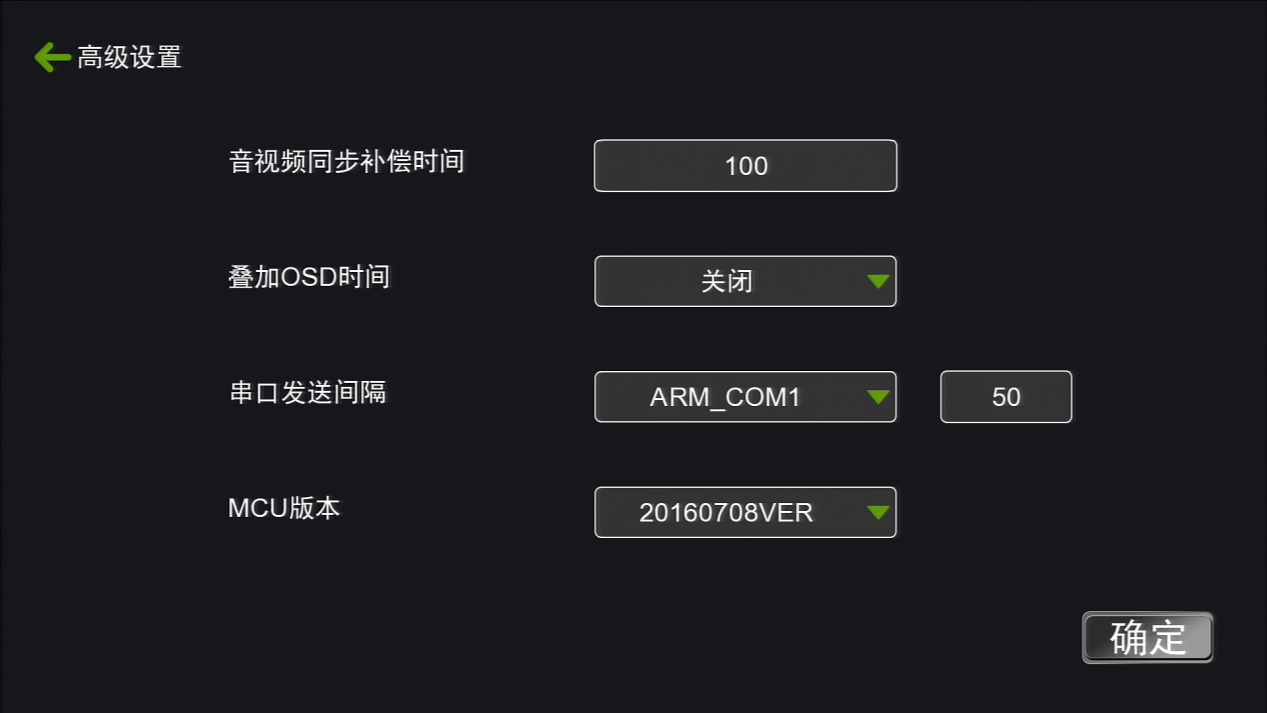 高级设置
音视频同步补偿时间 100
叠加OSD时间 关闭
串口发送间隔 ARM_COM1 50
MCU版本 20160708VER
确定